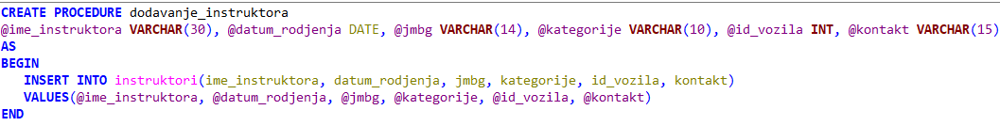 CREATE PROCEDURE dodavanje_instruktora
@ime_instruktora VARCHAR(30), @datum_rodjenja DATE, @jmbg VARCHAR(14), @kategorije VARCHAR(10), @id_vozila INT, @kontakt VARCHAR(15)
AS
BEGIN
INSERT INTO instruktori(ime_instruktora, datum_rodjenja, jmbg, kategorije, id_vozila, kontakt)
VALUES(@ime_instruktora, @datum_rodjenja, @jmbg, @kategorije, @id_vozila, @kontakt)
END